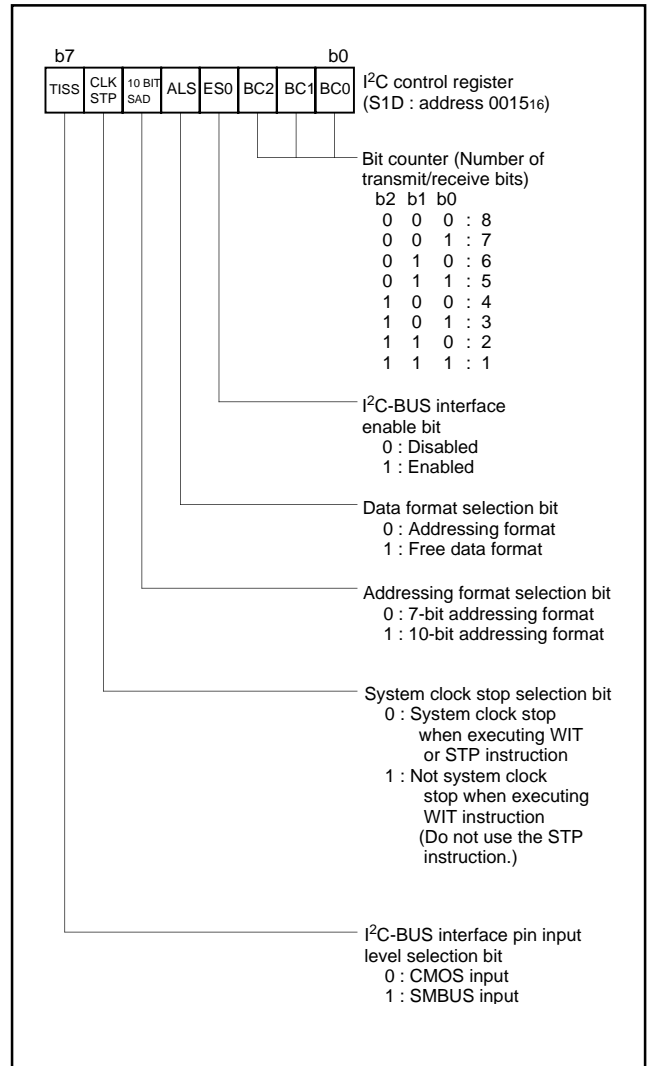 b7 b0
TISS CLK STP 10 BIT SAD ALS ES0 BC2 BC1 BC0
I2C control register
(S1D : address 001516)
Bit counter (Number of
transmit/receive bits)
b2 b1 b0
0 0 0 : 8
0 0 1 : 7
0 1 0 : 6
0 1 1 : 5
1 0 0 : 4
1 0 1 : 3
1 1 0 : 2
1 1 1 : 1
I2C-BUS interface
enable bit
0 : Disabled
1 : Enabled
Data format selection bit
0 : Addressing format
1 : Free data format
Addressing format selection bit
0 : 7-bit addressing format
1 : 10-bit addressing format
System clock stop selection bit
0 : System clock stop
when executing WIT
or STP instruction
1 : Not system clock
stop when executing
WIT instruction
(Do not use the STP
instruction.)
I2C-BUS interface pin input
level selection bit
0 : CMOS input
1 : SMBUS input